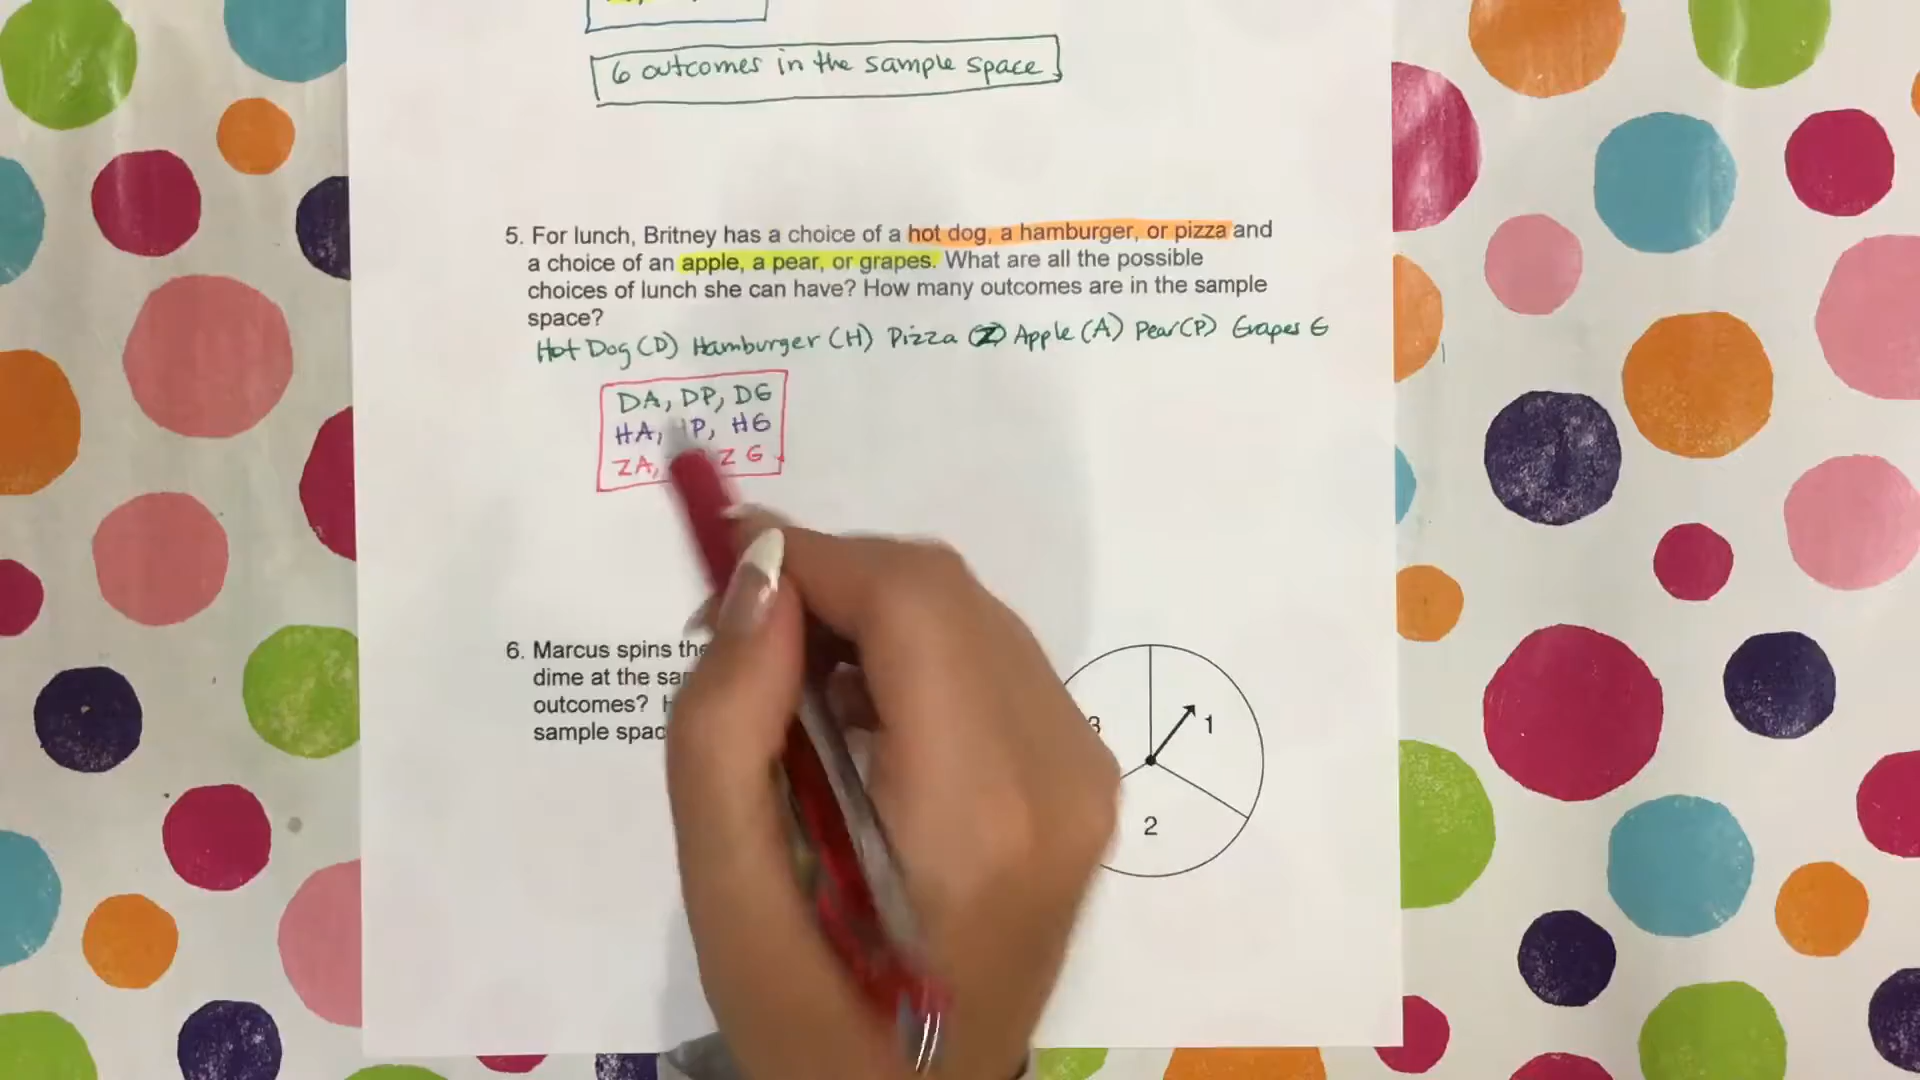 6 outcomes in the sample space
5. For lunch, Britney has a choice of a hot dog, a hamburger, or pizza and
a choice of an apple, a pear, or grapes. What are all the possible
choices of lunch she can have? How many outcomes are in the sample
space?
Hot Dog (D) Hamburger (H) Pizza (Z) Apple (A) Pear (P) Grapes G
DA, DP, DG
HA, P, HG
ZA, ZG
6. Marcus spins the
dime at the
outcomes?
sample
3
1
2